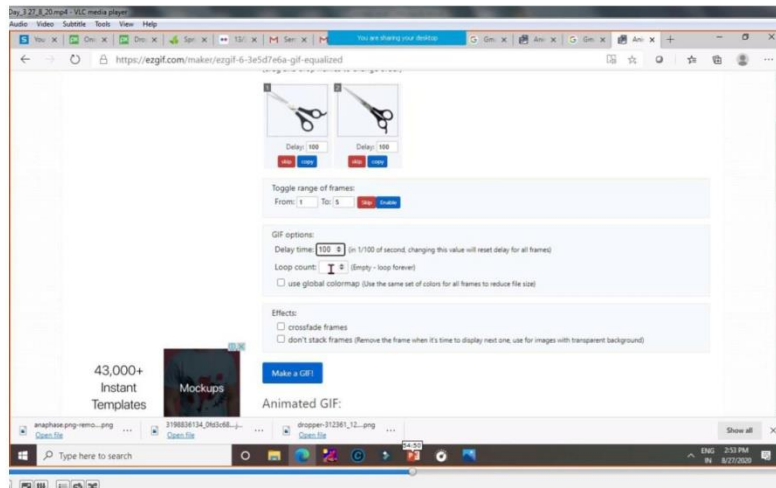 Day_3 27_8_20.mp4 - VLC media player
Audio Video Subtitle Tools View Help
You are sharing your desktop
https://ezgif.com/maker/ezgif-6-3e5d7e6a-gif-equalized
1 2
Delay: 100 Delay: 100
skip copy skip copy
Toggle range of frames:
From: 1 To: 5 Skip Enable
GIF options:
Delay time: 100 (in 1/100 of second, changing this value will reset delay for all frames)
Loop count: (Empty - loop forever)
use global colormap (Use the same set of colors for all frames to reduce file size)
Effects:
crossfade frames
don't stack frames (Remove the frame when it's time to display next one, use for images with transparent background)
43,000+
Instant
Templates
Mockups
Make a GIF!
Animated GIF:
anaphase.png-remo....png
Open file
Open file
dropper-312361_12....png
Open file
Show all
54:50
Type here to search
ENG 2:53 PM
IN 8/27/2020